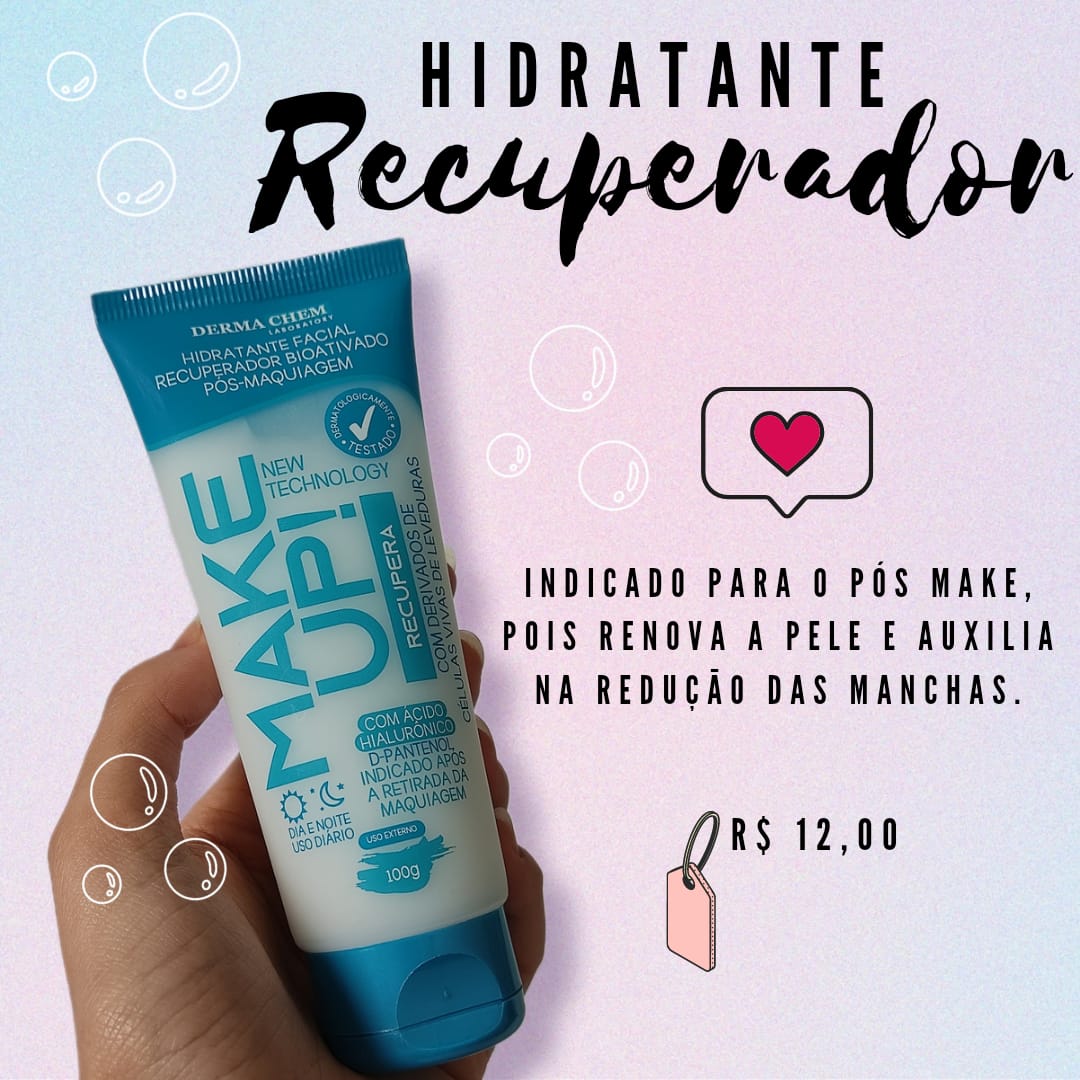 HIDRATANTE
Recuperador
DERMA CHEM
LABORATORY
HIDRATANTE FACIAL
RECUPERADOR BIOATIVADO
PÓS-MAQUIAGEM
DERMATOLOGICAMENTE
TESTADO
MAKE
UP!
NEW
TECHNOLOGY
RECUPERA
COM DERIVADOS DE
CÉLULAS VIVAS DE LEVEDURAS
COM ÁCIDO
HIALURÔNICO
D-PANTENOL
INDICADO APÓS
A RETIRADA DA
MAQUIAGEM
DIA E NOITE
USO DIÁRIO
USO EXTERNO
100g
INDICADO PARA O PÓS MAKE,
POIS RENOVA A PELE E AUXILIA
NA REDUÇÃO DAS MANCHAS.
R$ 12,00